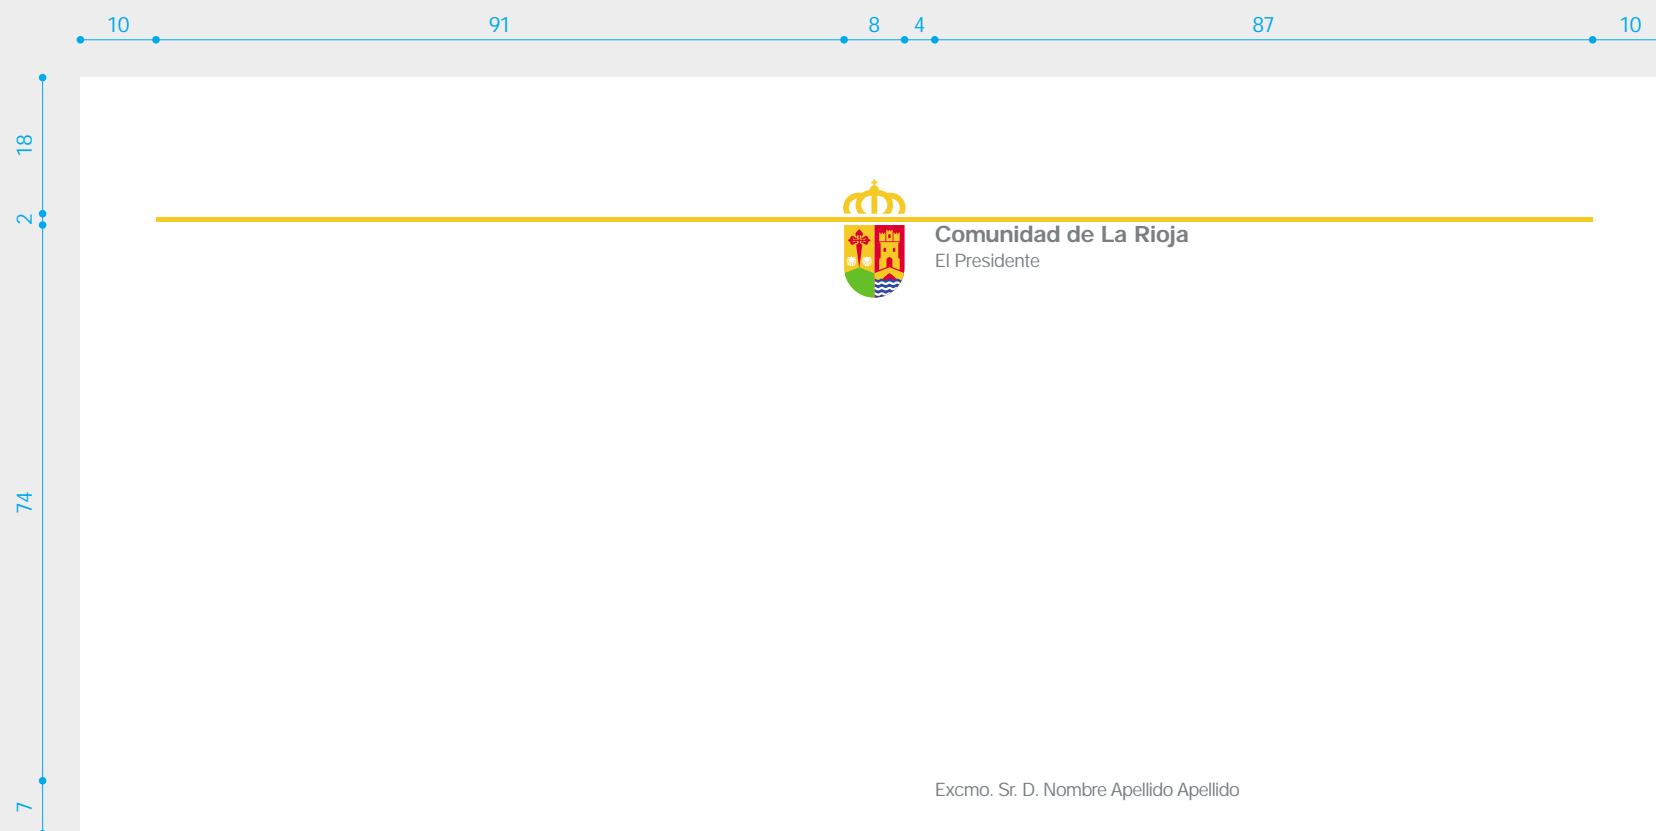 10 91 8 4 87 10
18
2
Comunidad de La Rioja
El Presidente
74
Excmo. Sr. D. Nombre Apellido Apellido
7